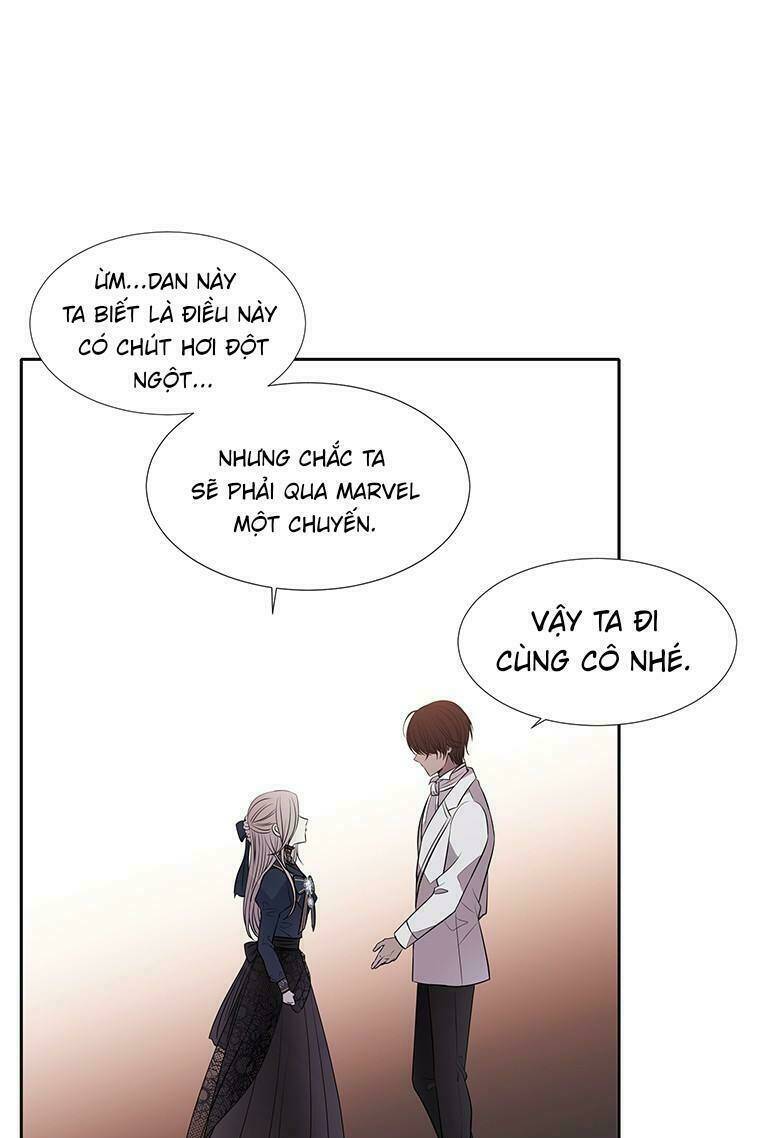 ỪM...DAN NÀY
TA BIẾT LÀ ĐIỀU NÀY
CÓ CHÚT HƠI ĐỘT
NGỘT...
NHƯNG CHẮC TA
SẼ PHẢI QUA MARVEL
MỘT CHUYẾN.
VẬY TA ĐI
CÙNG CÔ NHÉ.